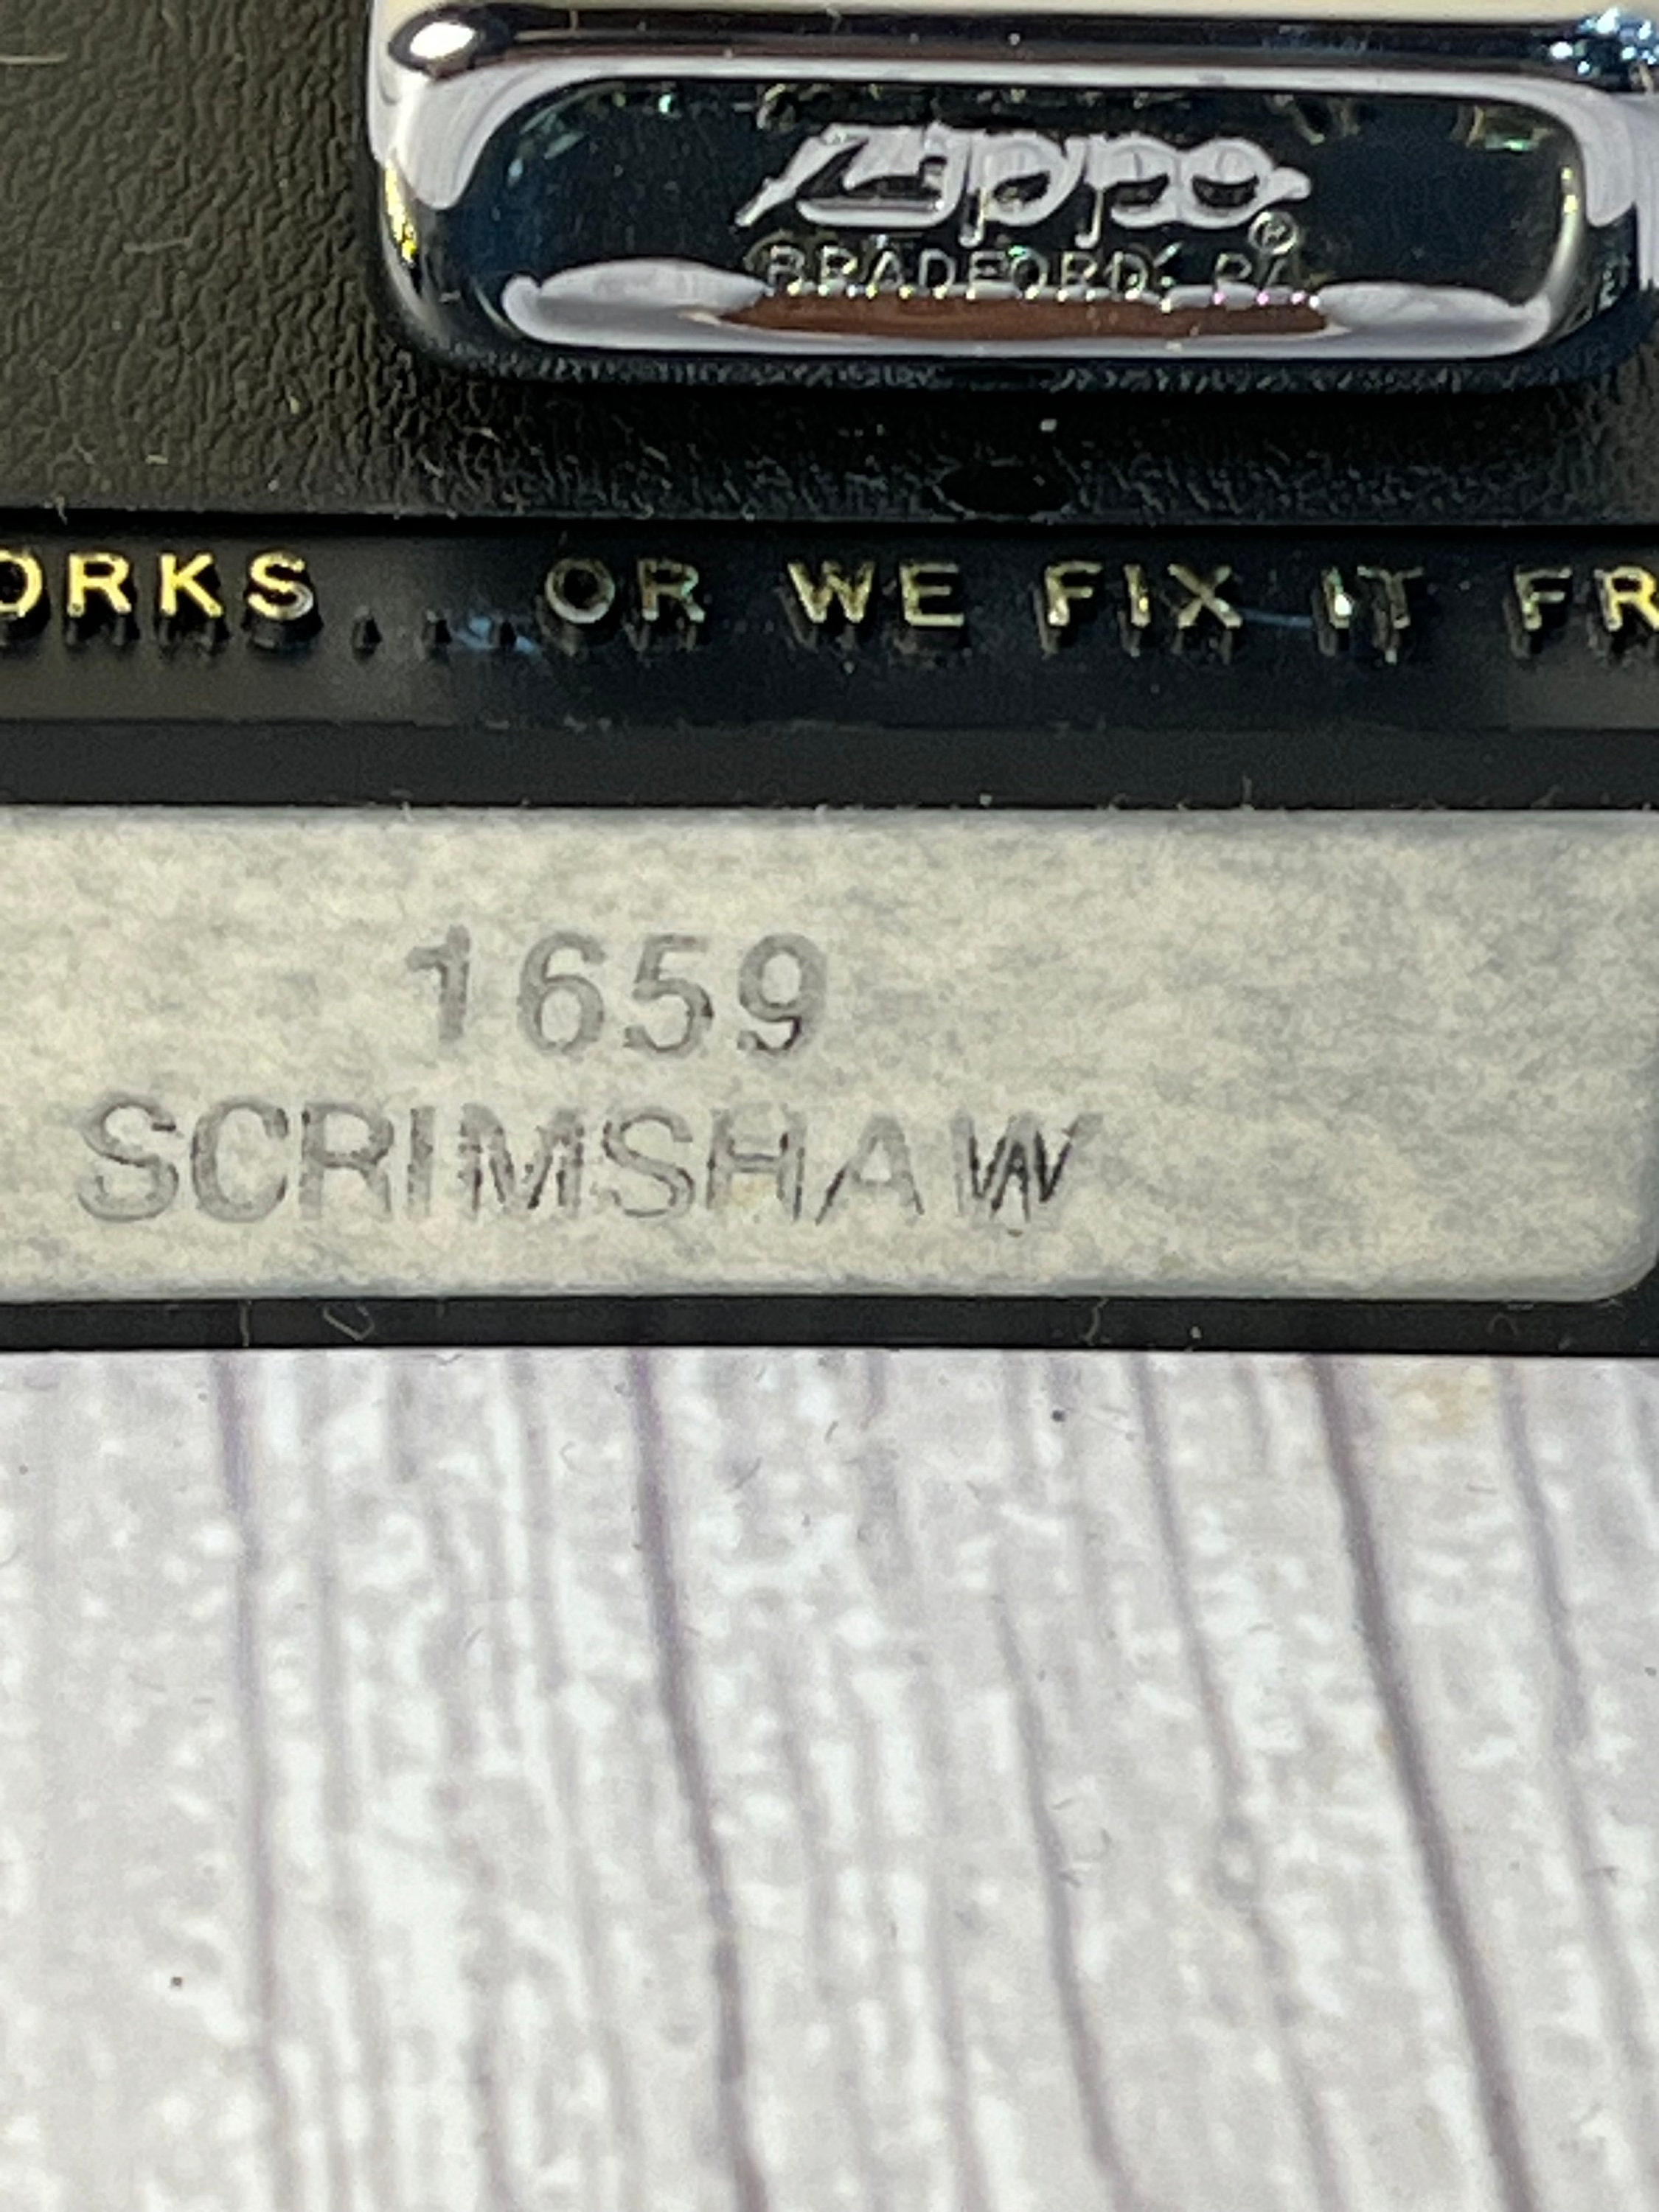 Zippo®
BRADFORD, PA
ORKS... OR WE FIX IT FR
1659
SCRIMSHAW